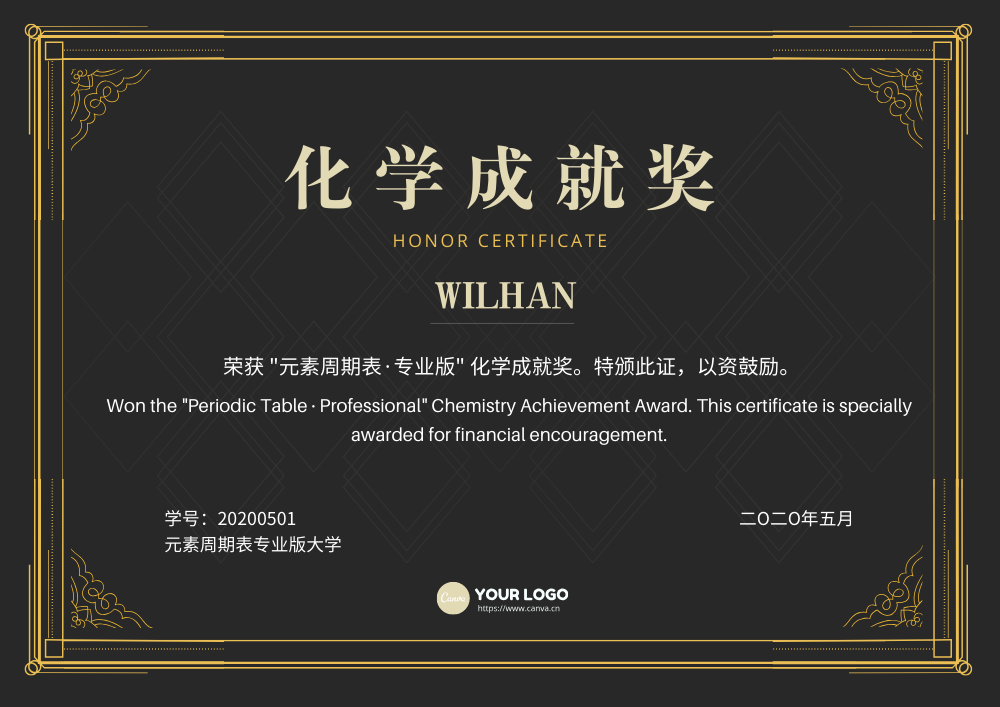 化学成就奖
HONOR CERTIFICATE
WILHAN
荣获 "元素周期表·专业版" 化学成就奖。特颁此证，以资鼓励。
Won the "Periodic Table · Professional" Chemistry Achievement Award. This certificate is specially
awarded for financial encouragement.
学号：20200501
二O二O年五月
元素周期表专业版大学
Canva
YOUR LOGO
https://www.canva.cn